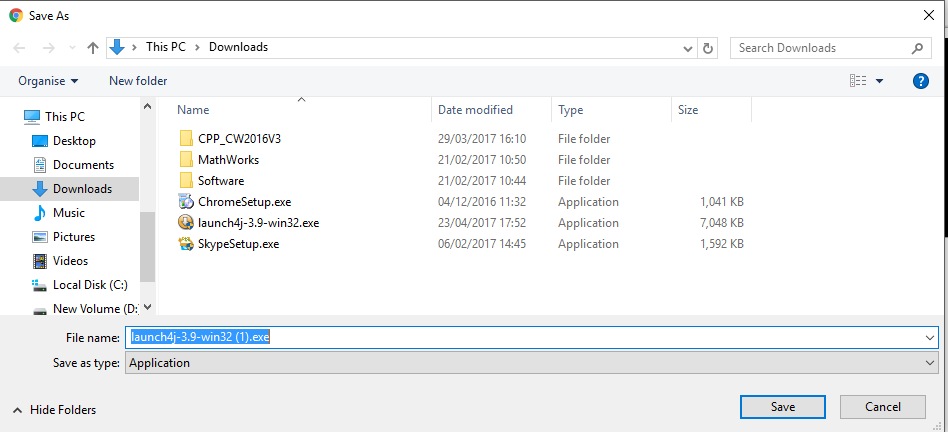 Save As
This PC > Downloads
Search Downloads
Organise New folder
Name Date modified Type Size
This PC
Desktop
Documents
Downloads
Music
Pictures
Videos
Local Disk (C:)
New Volume (D:
CPP_CW2016V3 29/03/2017 16:10 File folder
MathWorks 21/02/2017 10:50 File folder
Software 21/02/2017 10:44 File folder
ChromeSetup.exe 04/12/2016 11:32 Application 1,041 KB
launch4j-3.9-win32.exe 23/04/2017 17:52 Application 7,048 KB
SkypeSetup.exe 06/02/2017 14:45 Application 1,592 KB
File name: launch4j-3.9-win32 (1).exe
Save as type: Application
Hide Folders Save Cancel